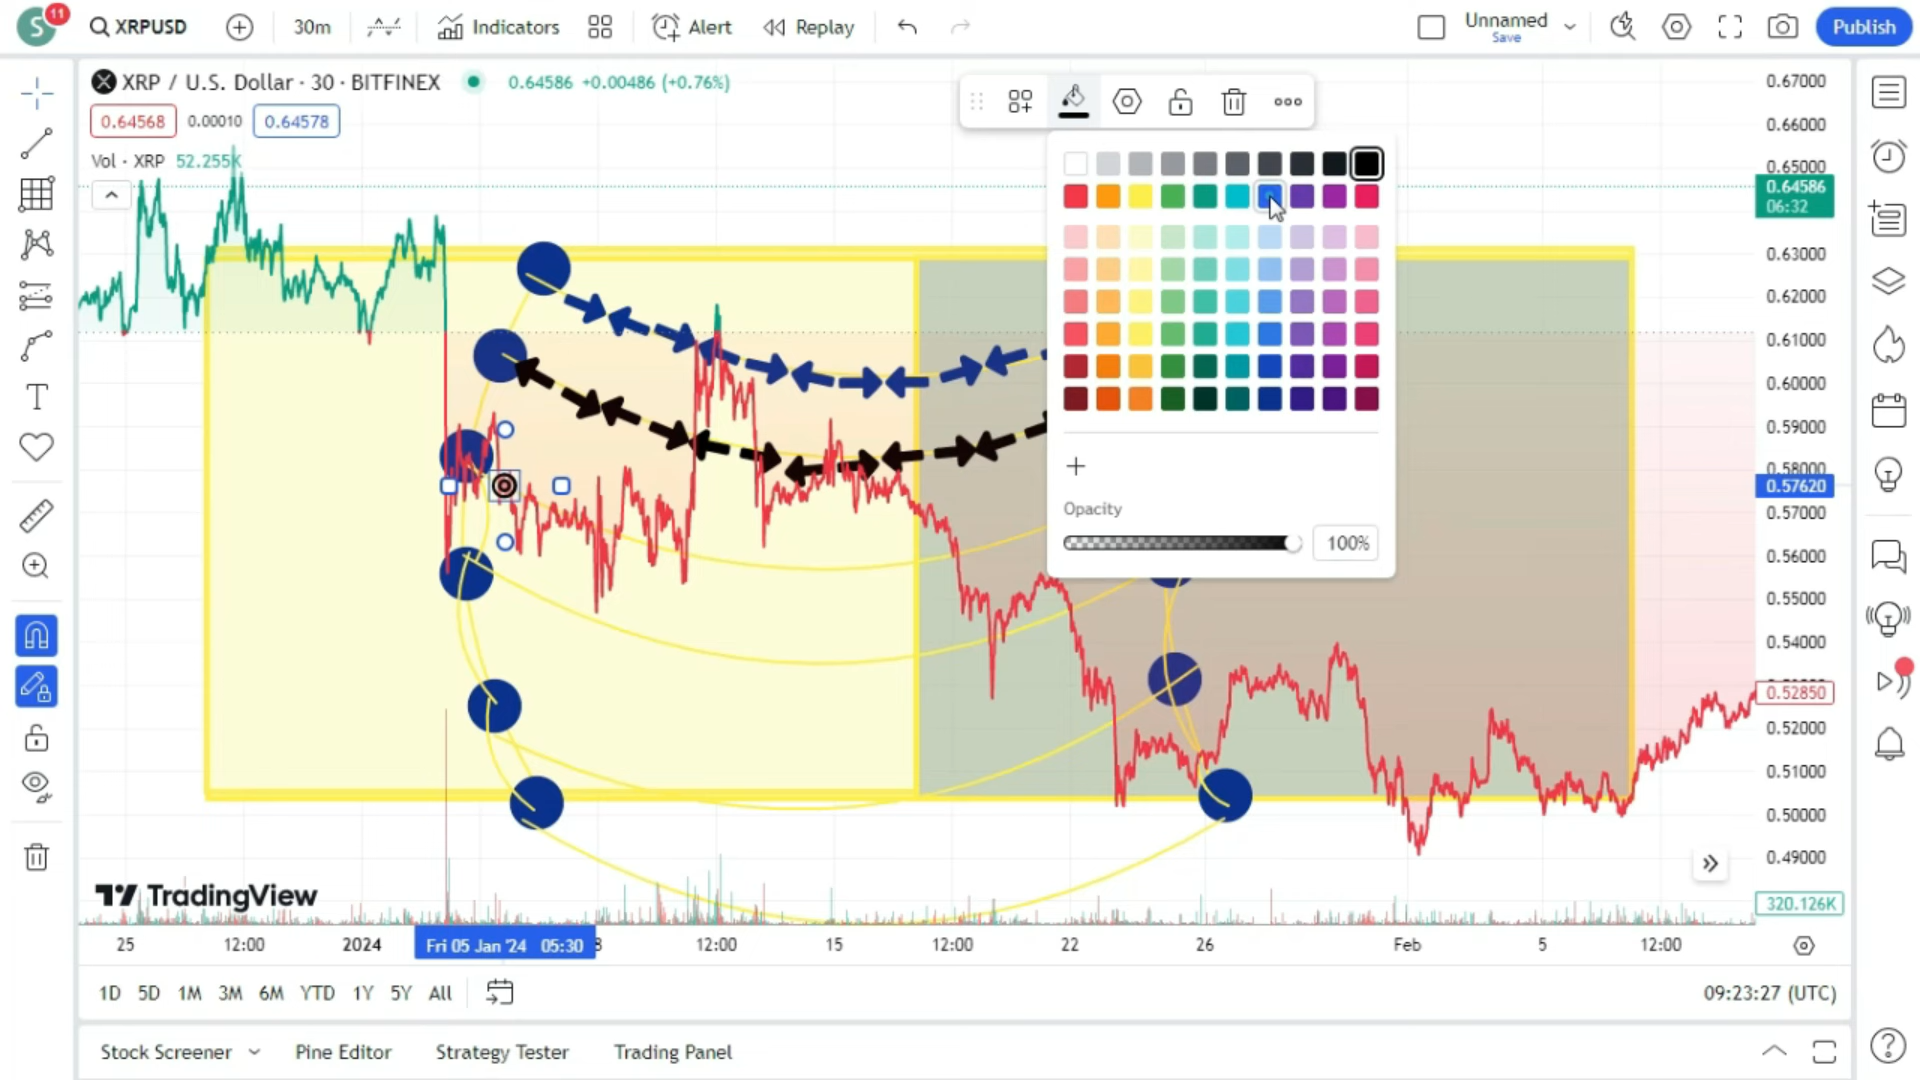 S 11 XRPUSD 30m Indicators Alert Replay Unnamed Save Publish
XRP / U.S. Dollar · 30 · BITFINEX 0.64586 +0.00486 (+0.76%)
0.64568 0.00010 0.64578
Vol · XRP 52.255K
0.67000
0.66000
0.65000
0.64586
06:32
0.63000
0.62000
0.61000
0.60000
0.59000
0.58000
0.57620
0.57000
0.56000
0.55000
0.54000
0.52850
0.52000
0.51000
0.50000
0.49000
320.126K
Opacity
100%
TradingView
25 12:00 2024 Fri 05 Jan '24 05:30 8 12:00 15 12:00 22 26 Feb 5 12:00
1D 5D 1M 3M 6M YTD 1Y 5Y All 09:23:27 (UTC)
Stock Screener Pine Editor Strategy Tester Trading Panel